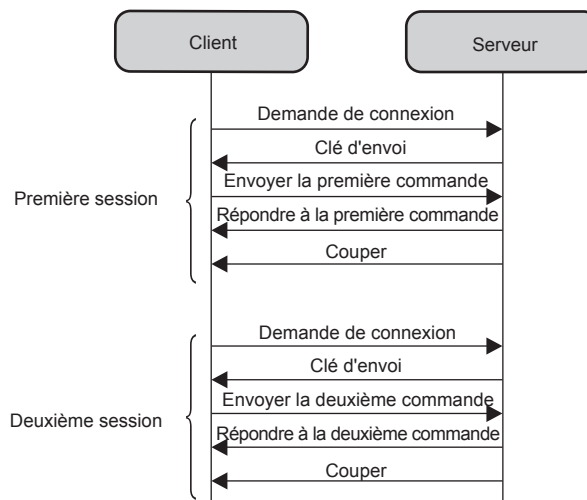 Client
Serveur
Demande de connexion
Clé d'envoi
Envoyer la première commande
Première session
Répondre à la première commande
Couper
Demande de connexion
Clé d'envoi
Envoyer la deuxième commande
Deuxième session
Répondre à la deuxième commande
Couper